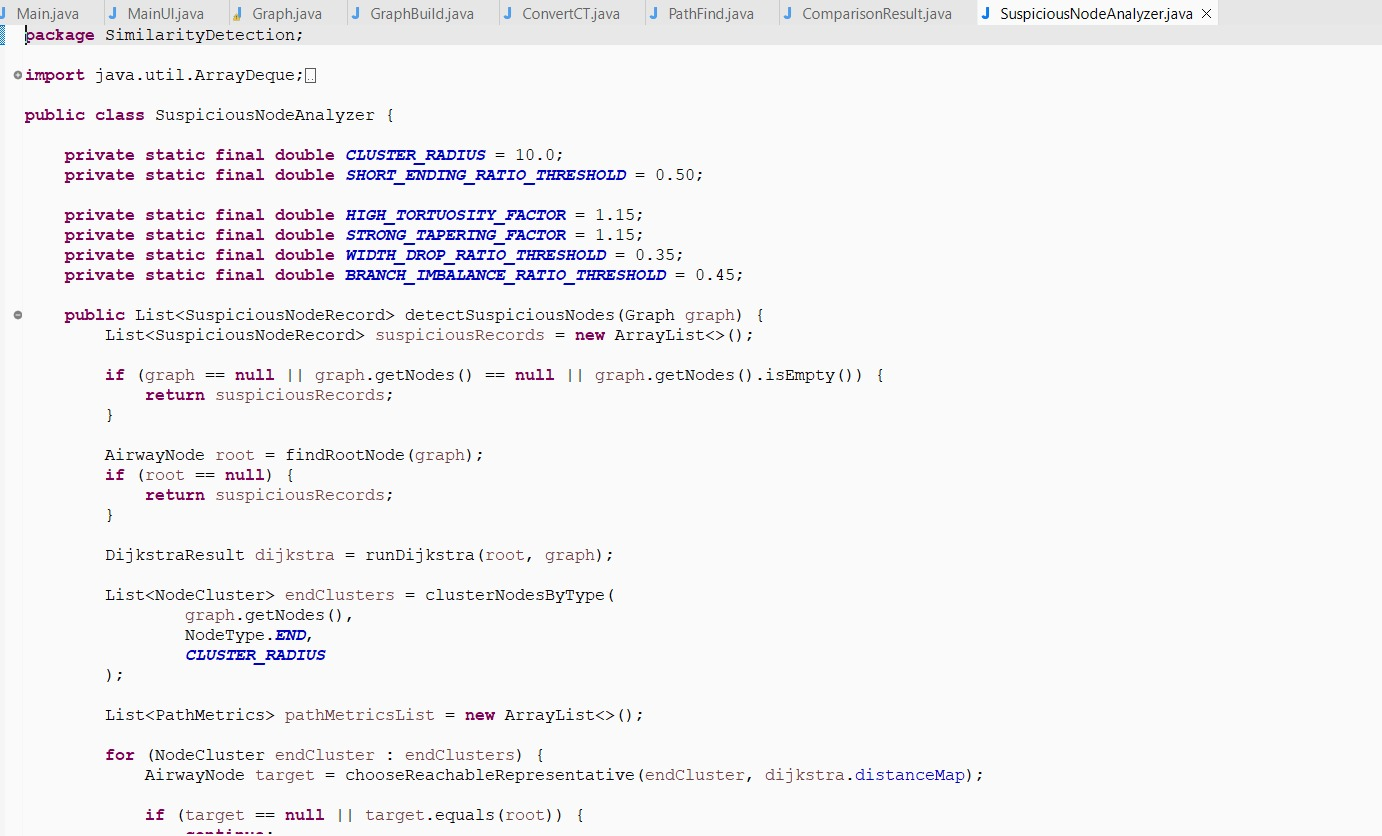 Main.java MainUI.java Graph.java GraphBuild.java ConvertCT.java PathFind.java ComparisonResult.java SuspiciousNodeAnalyzer.java
package SimilarityDetection;
import java.util.ArrayDeque;
public class SuspiciousNodeAnalyzer {
private static final double CLUSTER_RADIUS = 10.0;
private static final double SHORT_ENDING_RATIO_THRESHOLD = 0.50;
private static final double HIGH_TORTUOSITY_FACTOR = 1.15;
private static final double STRONG_TAPERING_FACTOR = 1.15;
private static final double WIDTH_DROP_RATIO_THRESHOLD = 0.35;
private static final double BRANCH_IMBALANCE_RATIO_THRESHOLD = 0.45;
public List<SuspiciousNodeRecord> detectSuspiciousNodes(Graph graph) {
List<SuspiciousNodeRecord> suspiciousRecords = new ArrayList<>();
if (graph == null || graph.getNodes() == null || graph.getNodes().isEmpty()) {
return suspiciousRecords;
}
AirwayNode root = findRootNode(graph);
if (root == null) {
return suspiciousRecords;
}
DijkstraResult dijkstra = runDijkstra(root, graph);
List<NodeCluster> endClusters = clusterNodesByType(
graph.getNodes(),
NodeType.END,
CLUSTER_RADIUS
);
List<PathMetrics> pathMetricsList = new ArrayList<>();
for (NodeCluster endCluster : endClusters) {
AirwayNode target = chooseReachableRepresentative(endCluster, dijkstra.distanceMap);
if (target == null || target.equals(root)) {
continue;